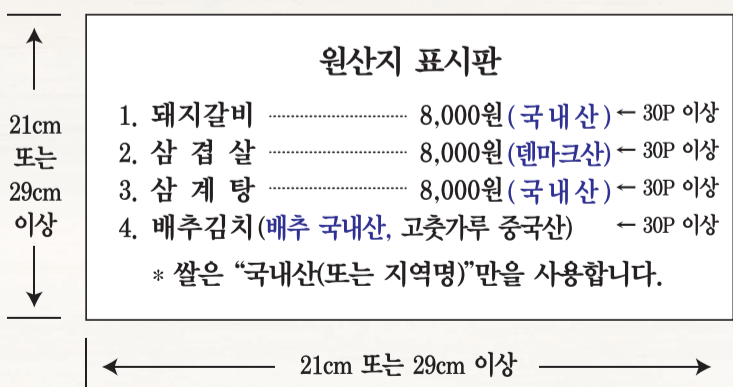 원산지 표시판
1. 돼지갈비 ········ 8,000원(국내산) ← 30P 이상
2. 삼 겹 살 ········ 8,000원(덴마크산) ← 30P 이상
3. 삼 계 탕 ········ 8,000원(국내산) ← 30P 이상
4. 배추김치(배추 국내산, 고춧가루 중국산) ← 30P 이상
* 쌀은 “국내산(또는 지역명)”만을 사용합니다.
21cm
또는
29cm
이상
21cm 또는 29cm 이상